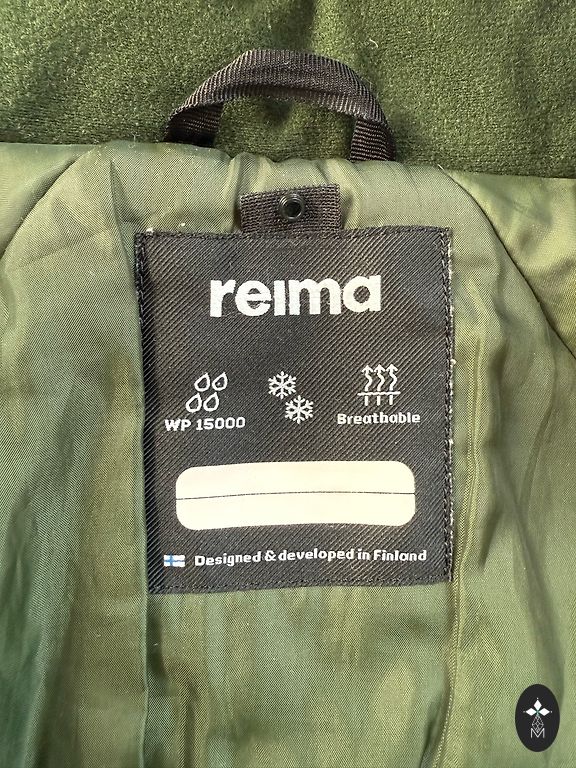 reima
WP 15000
Breathable
Designed & developed in Finland
M